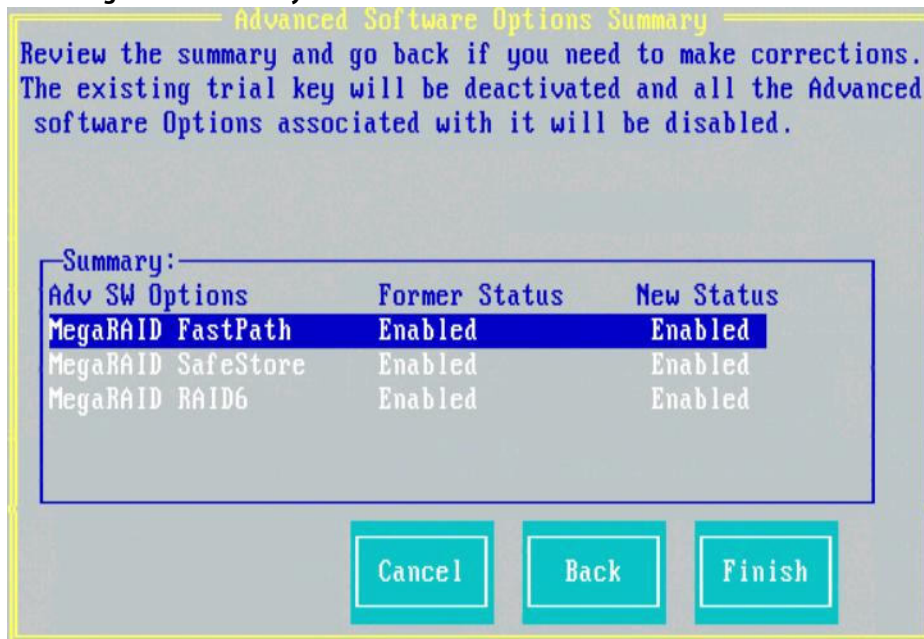 Advanced Software Options Summary
Review the summary and go back if you need to make corrections.
The existing trial key will be deactivated and all the Advanced
software Options associated with it will be disabled.
Summary:
Adv SW Options Former Status New Status
MegaRAID FastPath Enabled Enabled
MegaRAID SafeStore Enabled Enabled
MegaRAID RAID6 Enabled Enabled
Cancel Back Finish